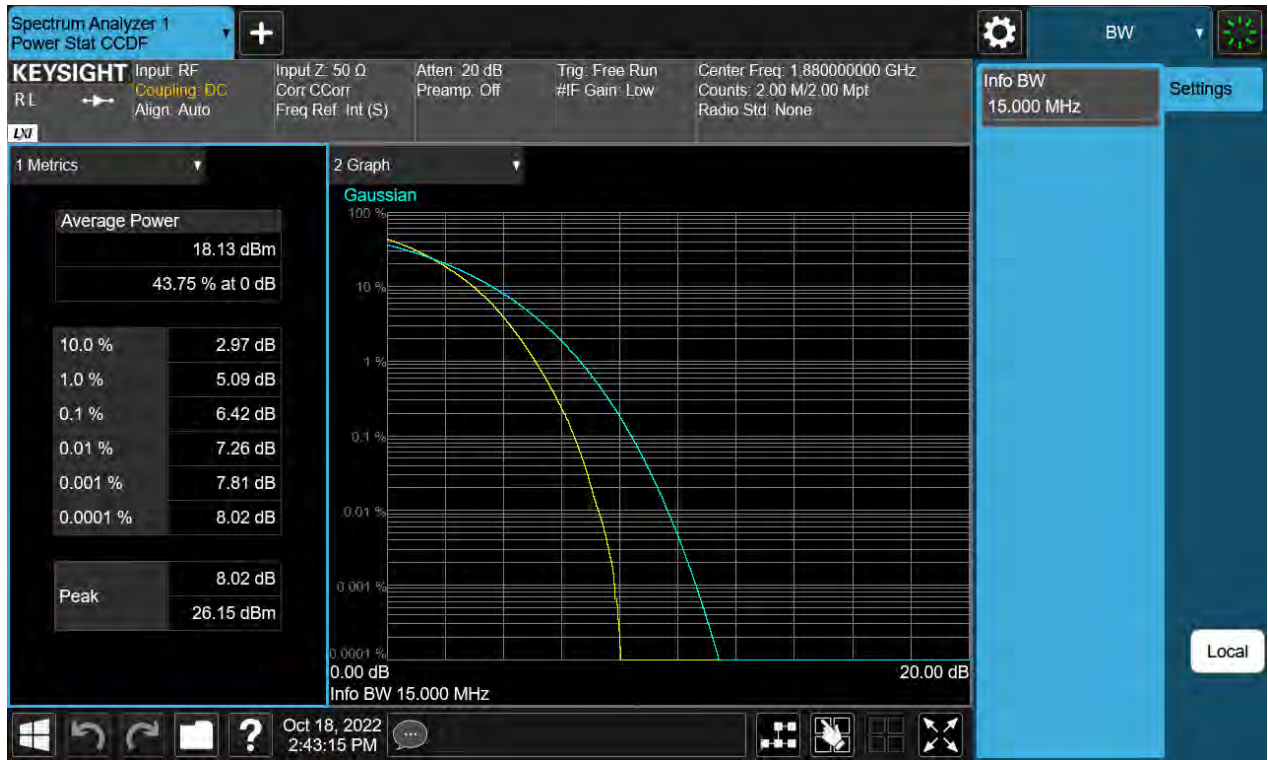 Spectrum Analyzer 1
Power Stat CCDF
+
BW
KEYSIGHT
RL
LXI
Input: RF
Coupling: DC
Align: Auto
Input Z: 50 Ω
Corr CCorr
Freq Ref: Int (S)
Atten: 20 dB
Preamp: Off
Trig: Free Run
#IF Gain: Low
Center Freq: 1.880000000 GHz
Counts: 2.00 M/2.00 Mpt
Radio Std: None
Info BW
15.000 MHz
Settings
1 Metrics
Average Power
18.13 dBm
43.75 % at 0 dB
10.0 % 2.97 dB
1.0 % 5.09 dB
0.1 % 6.42 dB
0.01 % 7.26 dB
0.001 % 7.81 dB
0.0001 % 8.02 dB
Peak
8.02 dB
26.15 dBm
2 Graph
Gaussian
100 %
10 %
1 %
0.1 %
0.01 %
0.001 %
0.0001 %
0.00 dB 20.00 dB
Info BW 15.000 MHz
Local
?
Oct 18, 2022
2:43:15 PM